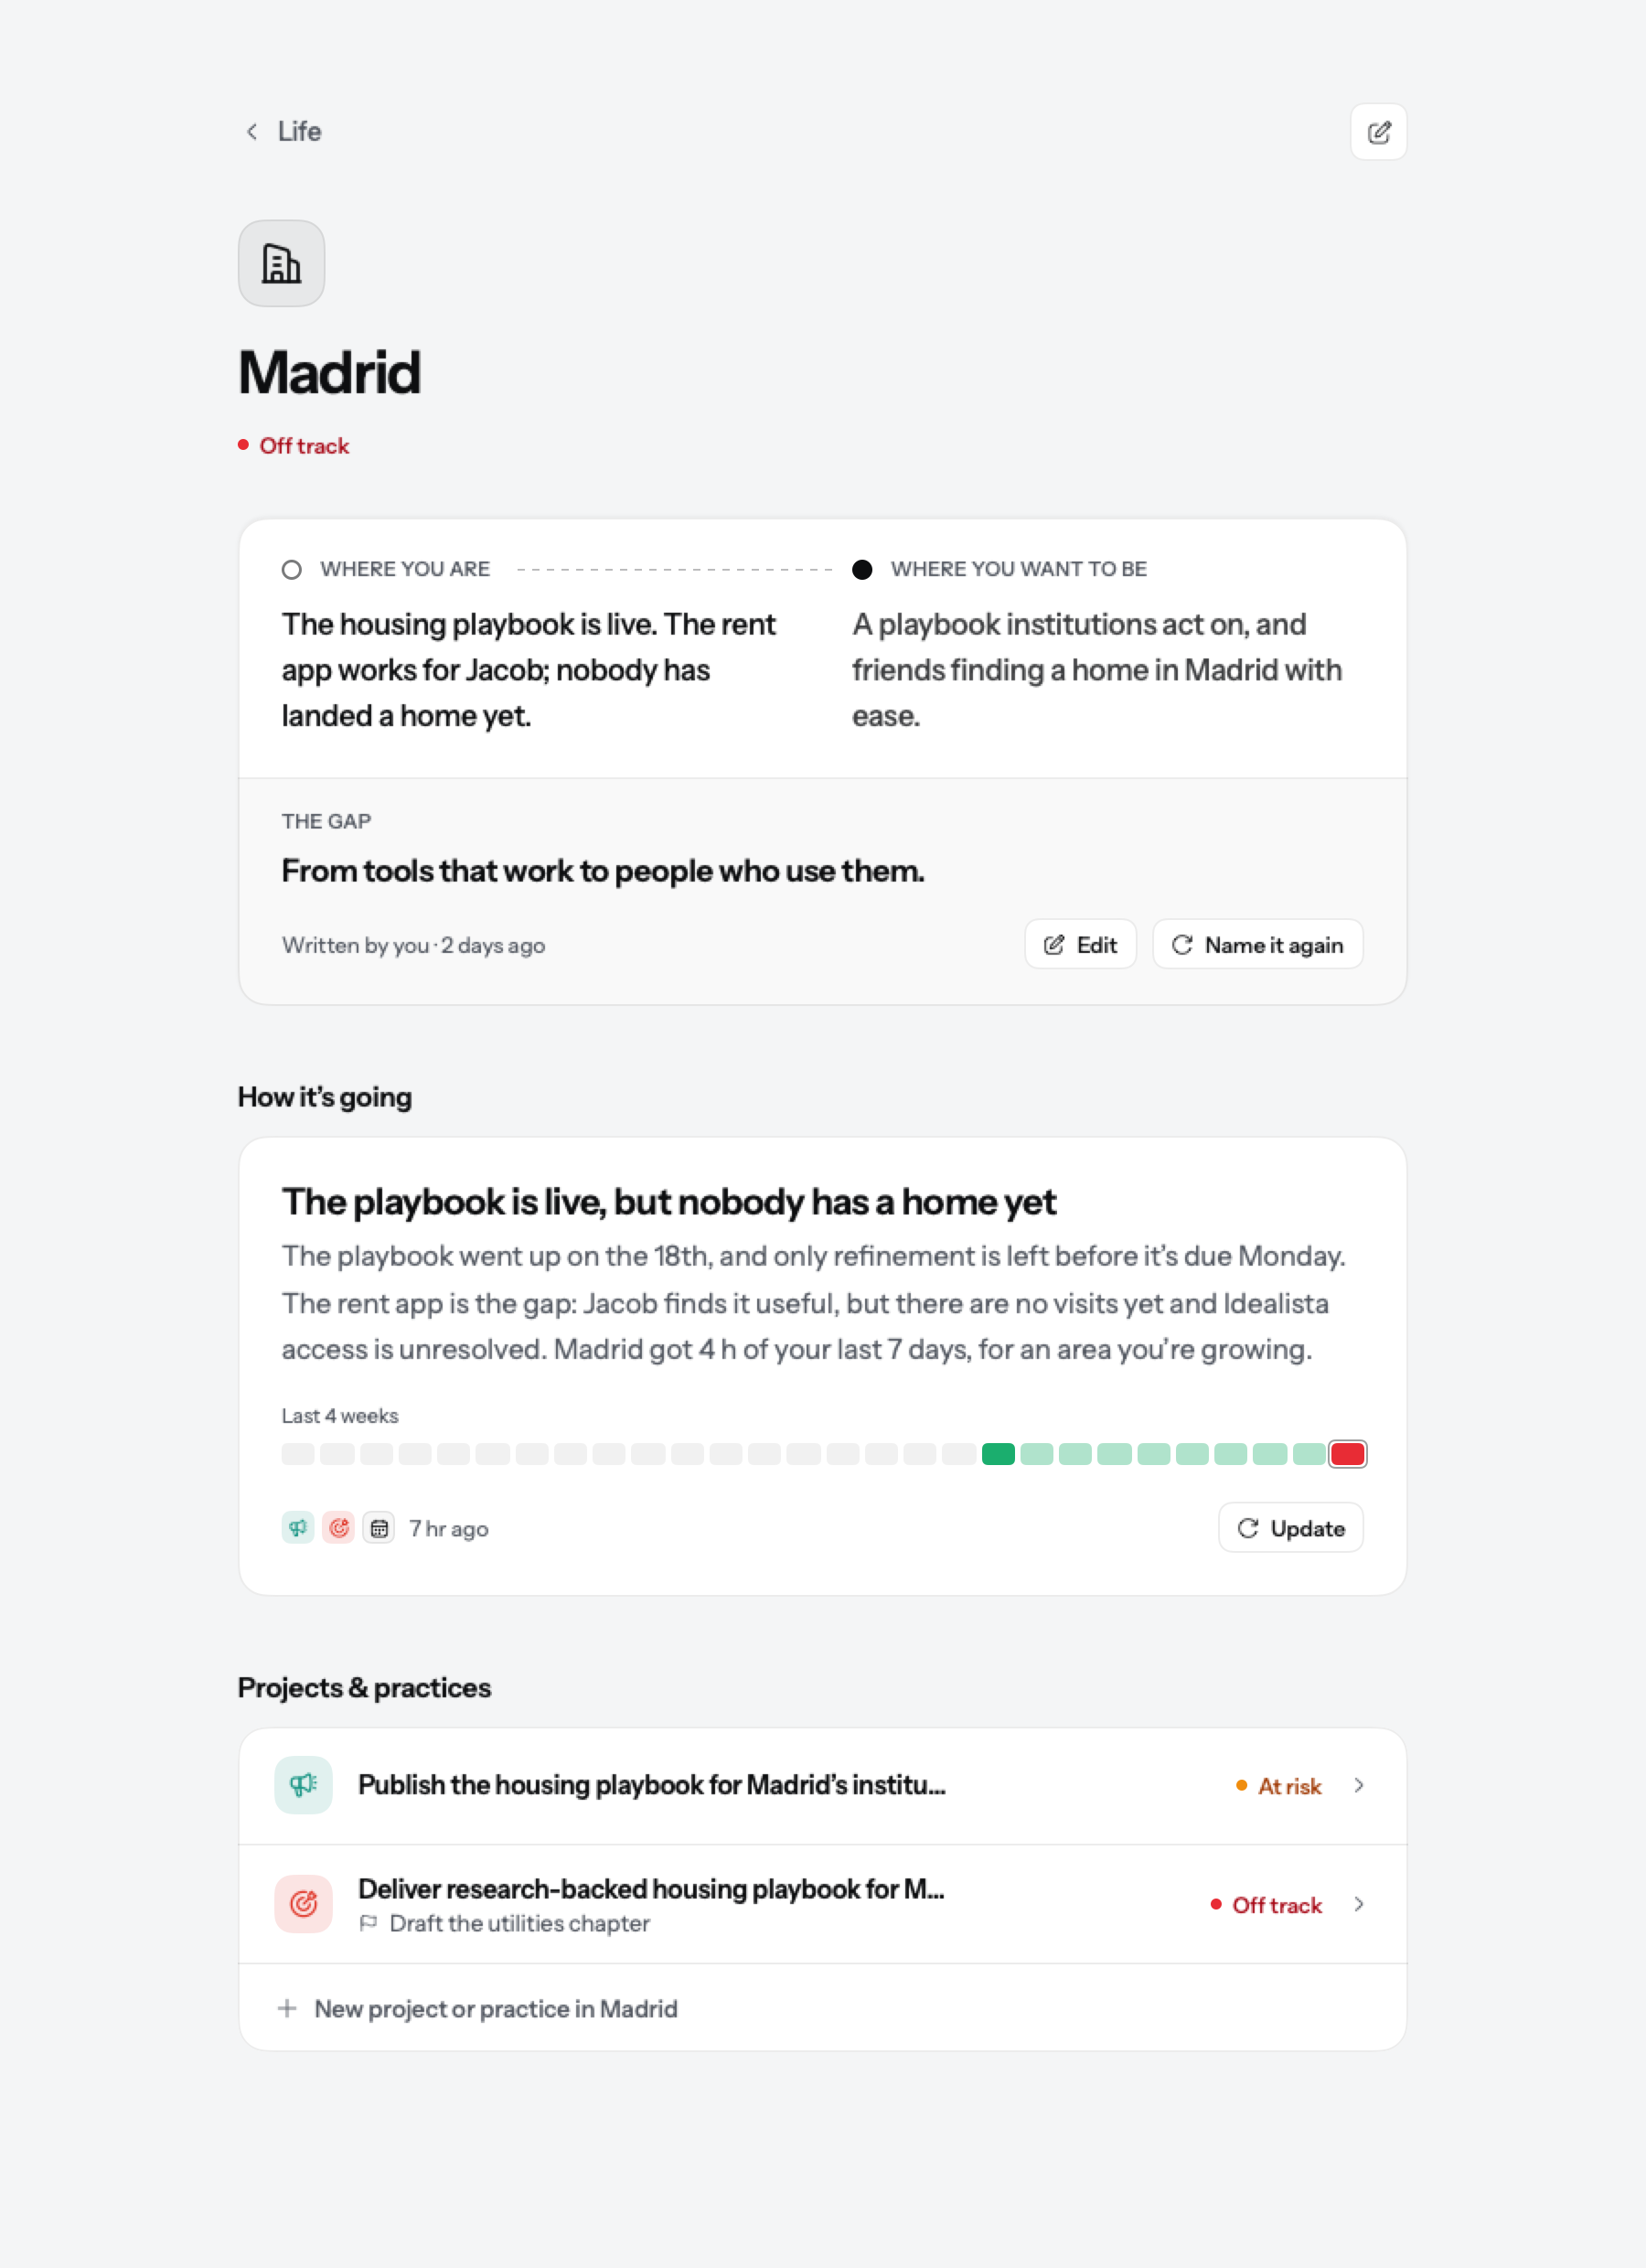 Life
Madrid
Off track
WHERE YOU ARE
The housing playbook is live. The rent
app works for Jacob; nobody has
landed a home yet.
WHERE YOU WANT TO BE
A playbook institutions act on, and
friends finding a home in Madrid with
ease.
THE GAP
From tools that work to people who use them.
Written by you · 2 days ago
Edit
Name it again
How it’s going
The playbook is live, but nobody has a home yet
The playbook went up on the 18th, and only refinement is left before it’s due Monday.
The rent app is the gap: Jacob finds it useful, but there are no visits yet and Idealista
access is unresolved. Madrid got 4 h of your last 7 days, for an area you’re growing.
Last 4 weeks
7 hr ago
Update
Projects & practices
Publish the housing playbook for Madrid’s institu...
At risk
Deliver research-backed housing playbook for M...
Draft the utilities chapter
Off track
New project or practice in Madrid